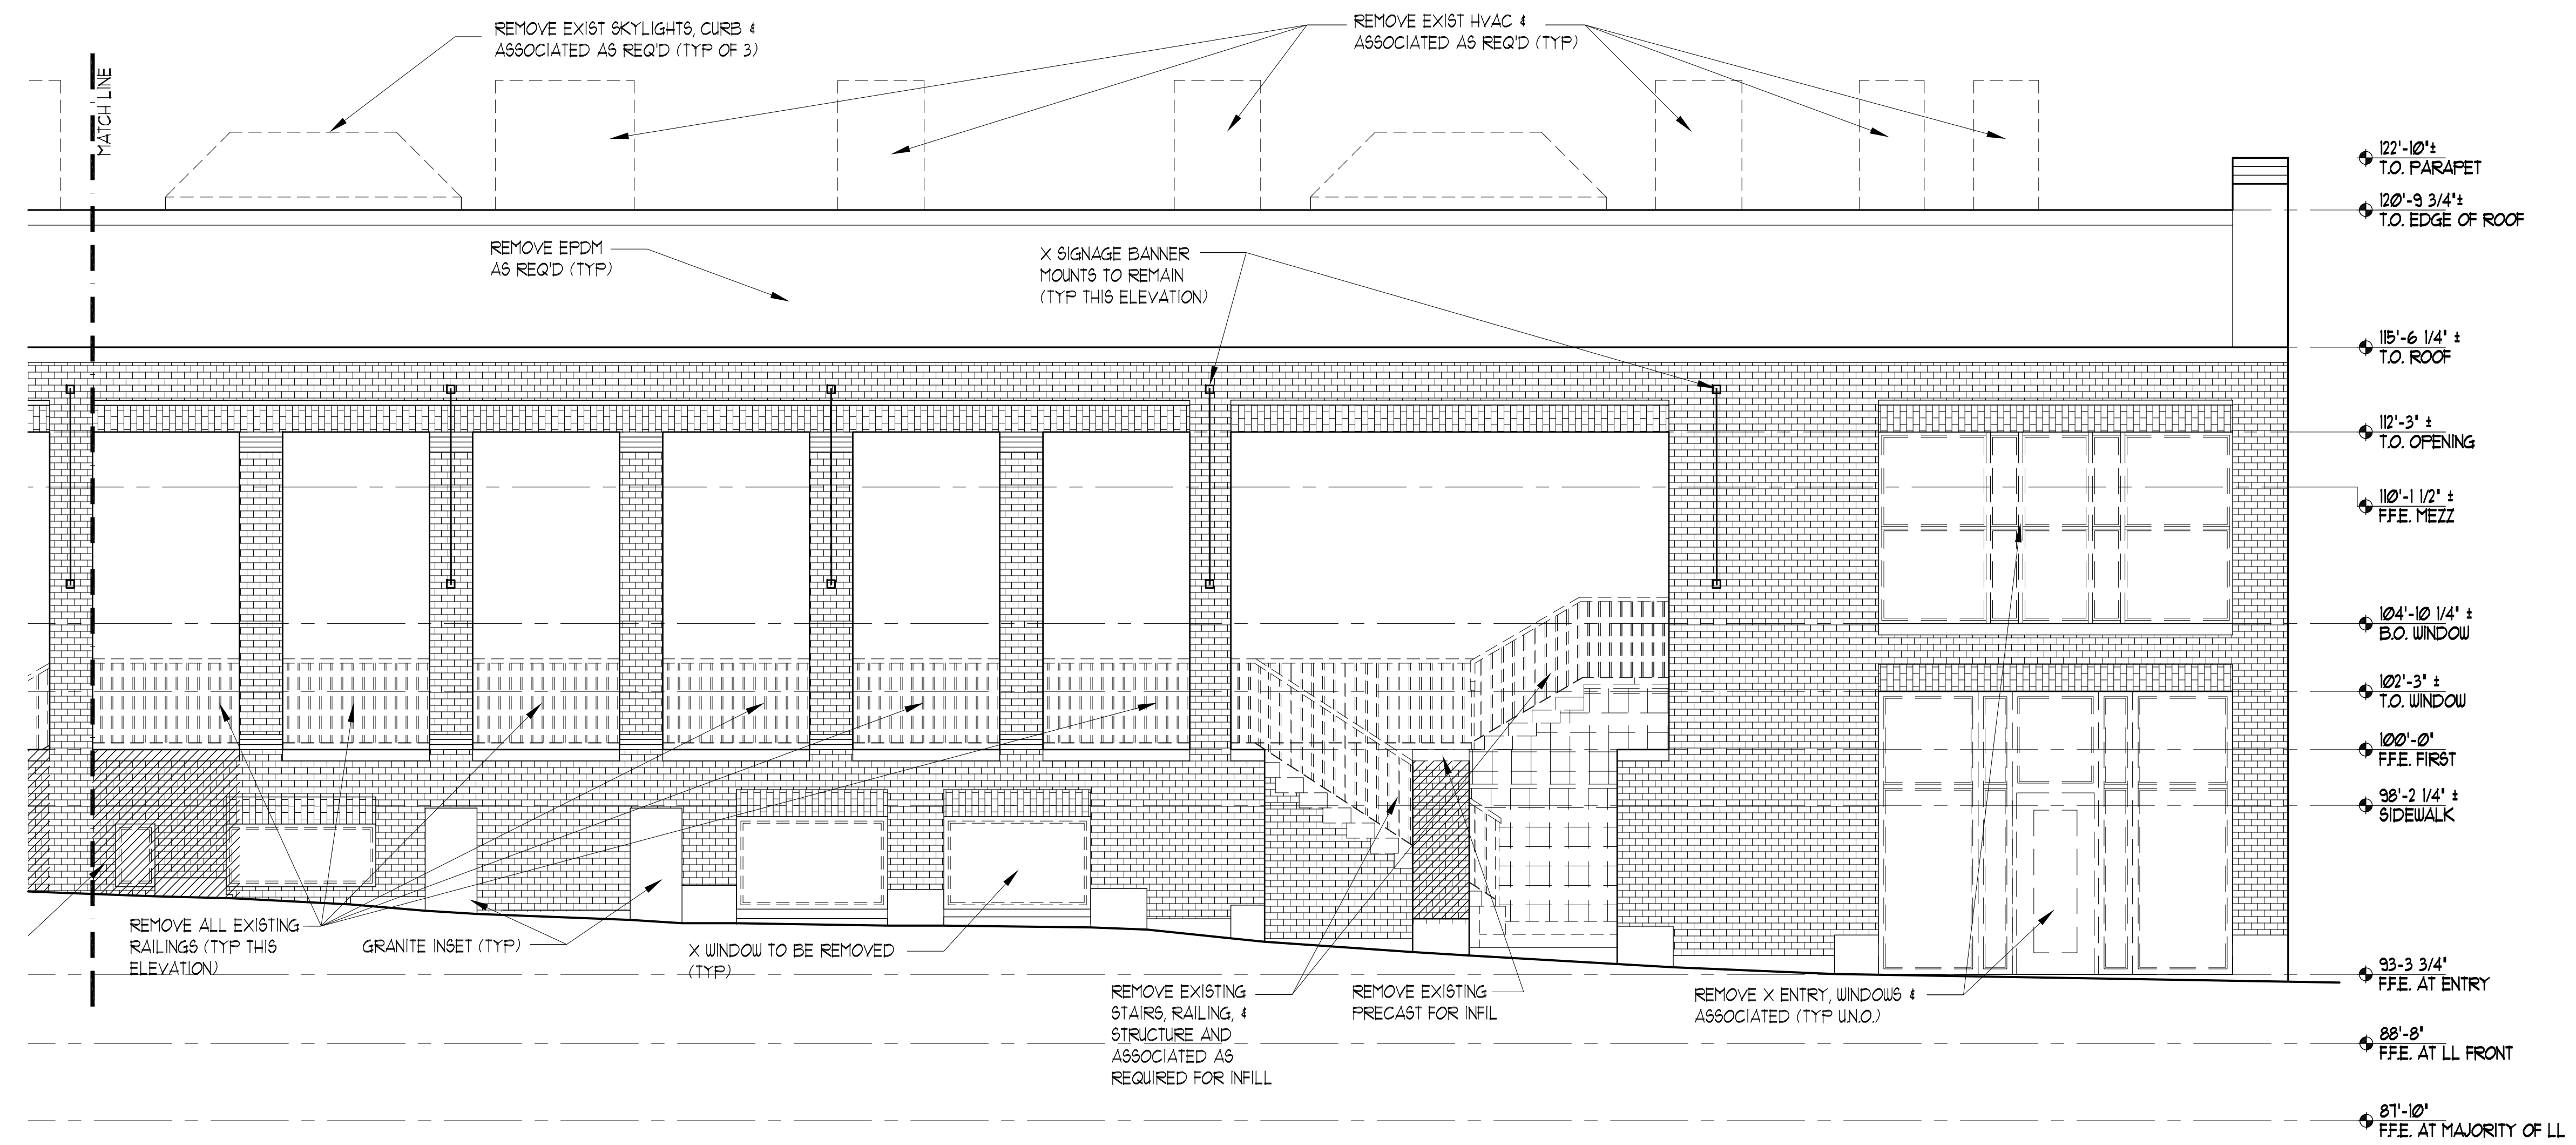 REMOVE EXIST SKYLIGHTS, CURB &
ASSOCIATED AS REQ'D (TYP OF 3)
REMOVE EXIST HVAC &
ASSOCIATED AS REQ'D (TYP)
MATCH LINE
REMOVE EPDM
AS REQ'D (TYP)
X SIGNAGE BANNER
MOUNTS TO REMAIN
(TYP THIS ELEVATION)
122'-10"±
T.O. PARAPET
120'-9 3/4"±
T.O. EDGE OF ROOF
115'-6 1/4" ±
T.O. ROOF
112'-3" ±
T.O. OPENING
110'-1 1/2" ±
F.F.E. MEZZ
104'-10 1/4" ±
B.O. WINDOW
102'-3" ±
T.O. WINDOW
100'-0"
F.F.E. FIRST
98'-2 1/4" ±
SIDEWALK
93-3 3/4"
F.F.E. AT ENTRY
88'-8"
F.F.E. AT LL FRONT
87'-10"
F.F.E. AT MAJORITY OF LL
REMOVE ALL EXISTING
RAILINGS (TYP THIS
ELEVATION)
GRANITE INSET (TYP)
X WINDOW TO BE REMOVED
(TYP)
REMOVE EXISTING
STAIRS, RAILING, &
STRUCTURE AND
ASSOCIATED AS
REQUIRED FOR INFILL
REMOVE EXISTING
PRECAST FOR INFIL
REMOVE X ENTRY, WINDOWS &
ASSOCIATED (TYP U.N.O.)